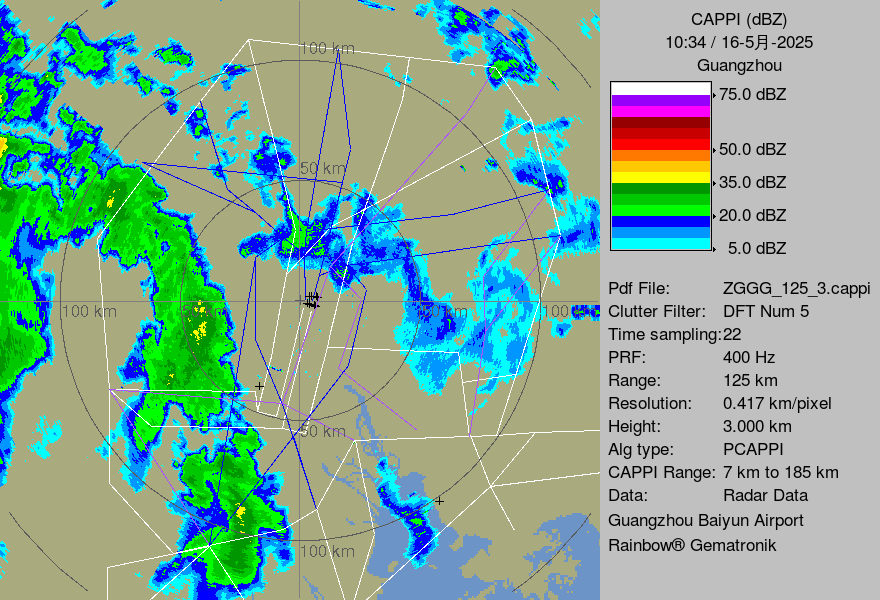 CAPPI (dBZ)
10:34 / 16-5月-2025
Guangzhou
75.0 dBZ
50.0 dBZ
35.0 dBZ
20.0 dBZ
5.0 dBZ
Pdf File: ZGGG_125_3.cappi
Clutter Filter: DFT Num 5
Time sampling:22
PRF: 400 Hz
Range: 125 km
Resolution: 0.417 km/pixel
Height: 3.000 km
Alg type: PCAPPI
CAPPI Range: 7 km to 185 km
Data: Radar Data
Guangzhou Baiyun Airport
Rainbow® Gematronik
100 km
50 km
100 km
50 km
100
50 km
100 km